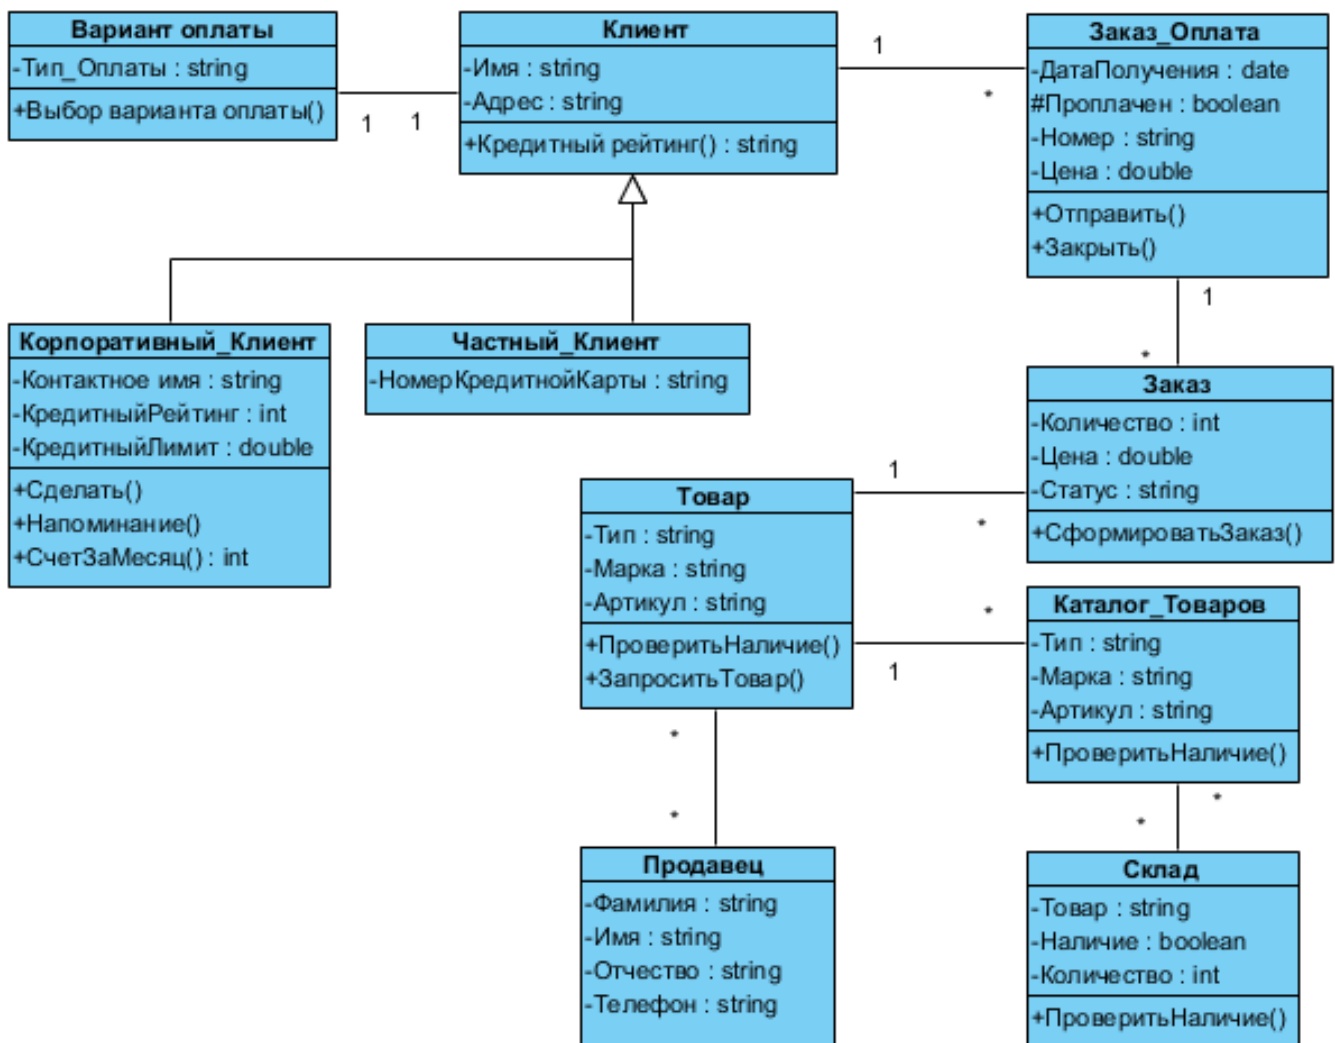 Вариант оплаты
-Тип_Оплаты : string
+Выбор варианта оплаты()
1
1
Клиент
-Имя : string
-Адрес : string
+Кредитный рейтинг() : string
1
*
Заказ_Оплата
-ДатаПолучения : date
#Проплачен : boolean
-Номер : string
-Цена : double
+Отправить()
+Закрыть()
1
*
Корпоративный_Клиент
-Контактное имя : string
-КредитныйРейтинг : int
-КредитныйЛимит : double
+Сделать()
+Напоминание()
+СчетЗаМесяц() : int
Частный_Клиент
-НомерКредитнойКарты : string
Заказ
-Количество : int
-Цена : double
-Статус : string
+СформироватьЗаказ()
1
*
Товар
-Тип : string
-Марка : string
-Артикул : string
+ПроверитьНаличие()
+ЗапроситьТовар()
*
1
Каталог_Товаров
-Тип : string
-Марка : string
-Артикул : string
+ПроверитьНаличие()
*
*
*
*
Продавец
-Фамилия : string
-Имя : string
-Отчество : string
-Телефон : string
Склад
-Товар : string
-Наличие : boolean
-Количество : int
+ПроверитьНаличие()